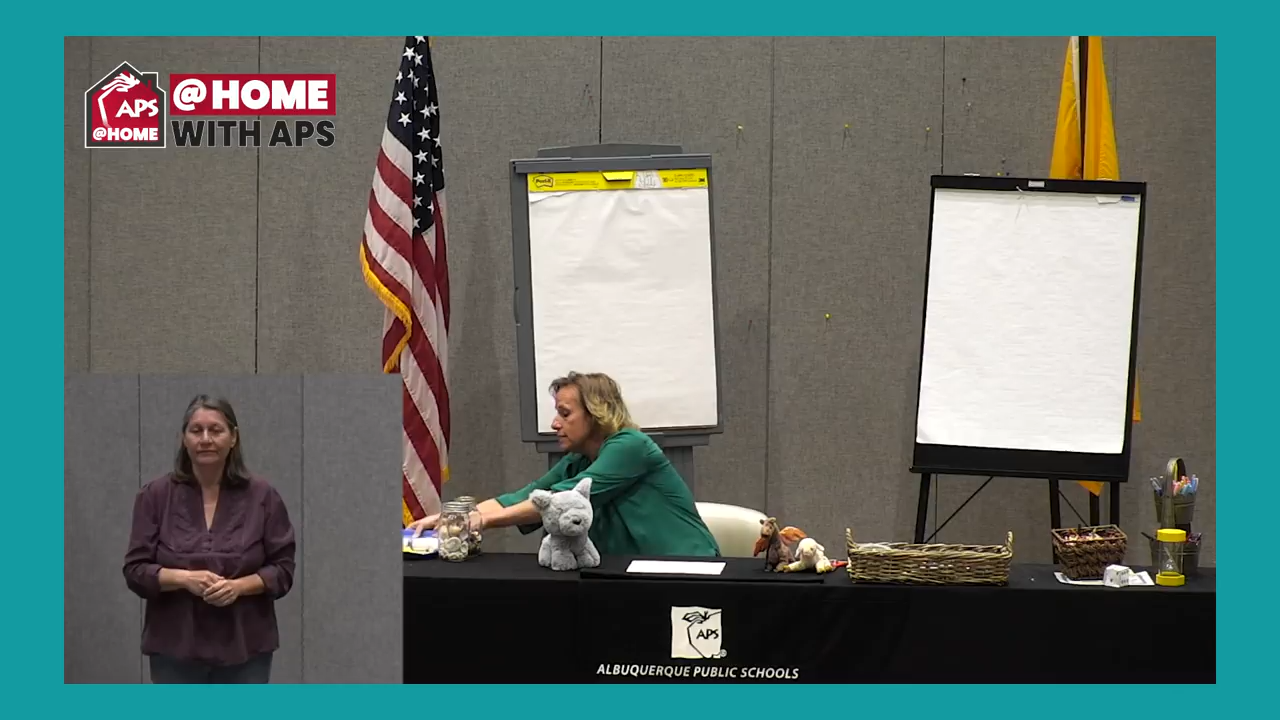 APS
@HOME
@HOME
WITH APS
Post-it
APS
ALBUQUERQUE PUBLIC SCHOOLS